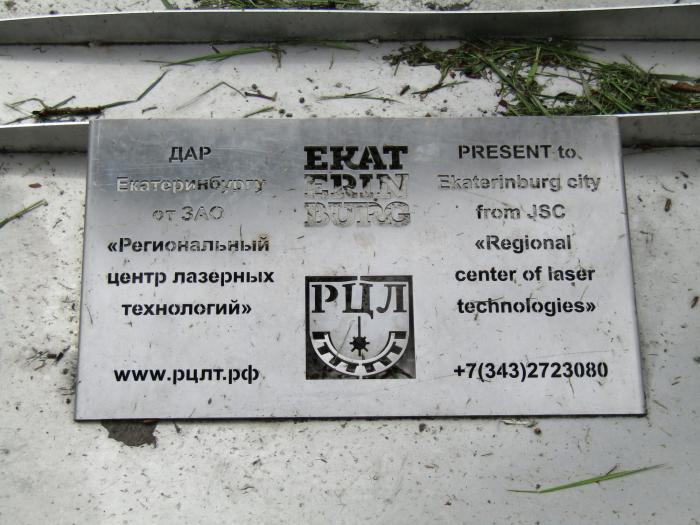 ДАР
Екатеринбургу
от ЗАО
«Региональный
центр лазерных
технологий»
www.рцлт.рф
EKAT
ERIN
BURG
РЦЛ
PRESENT to
Ekaterinburg city
from JSC
«Regional
center of laser
technologies»
+7(343)2723080